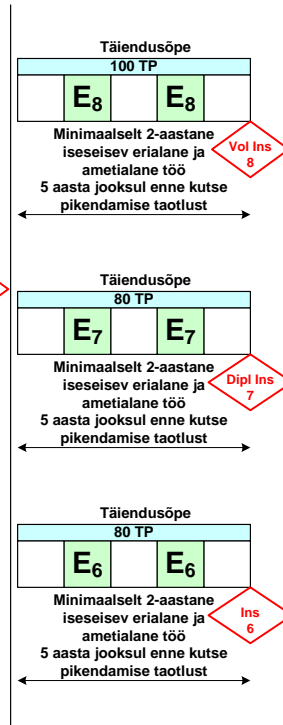 Täiendusõpe
100 TP
E8 E8
Minimaalselt 2-aastane
iseseisev erialane ja
ametialane töö
5 aasta jooksul enne kutse
pikendamise taotlust
Vol Ins
8
Täiendusõpe
80 TP
E7 E7
Minimaalselt 2-aastane
iseseisev erialane ja
ametialane töö
5 aasta jooksul enne kutse
pikendamise taotlust
Dipl Ins
7
Täiendusõpe
80 TP
E6 E6
Minimaalselt 2-aastane
iseseisev erialane ja
ametialane töö
5 aasta jooksul enne kutse
pikendamise taotlust
Ins
6